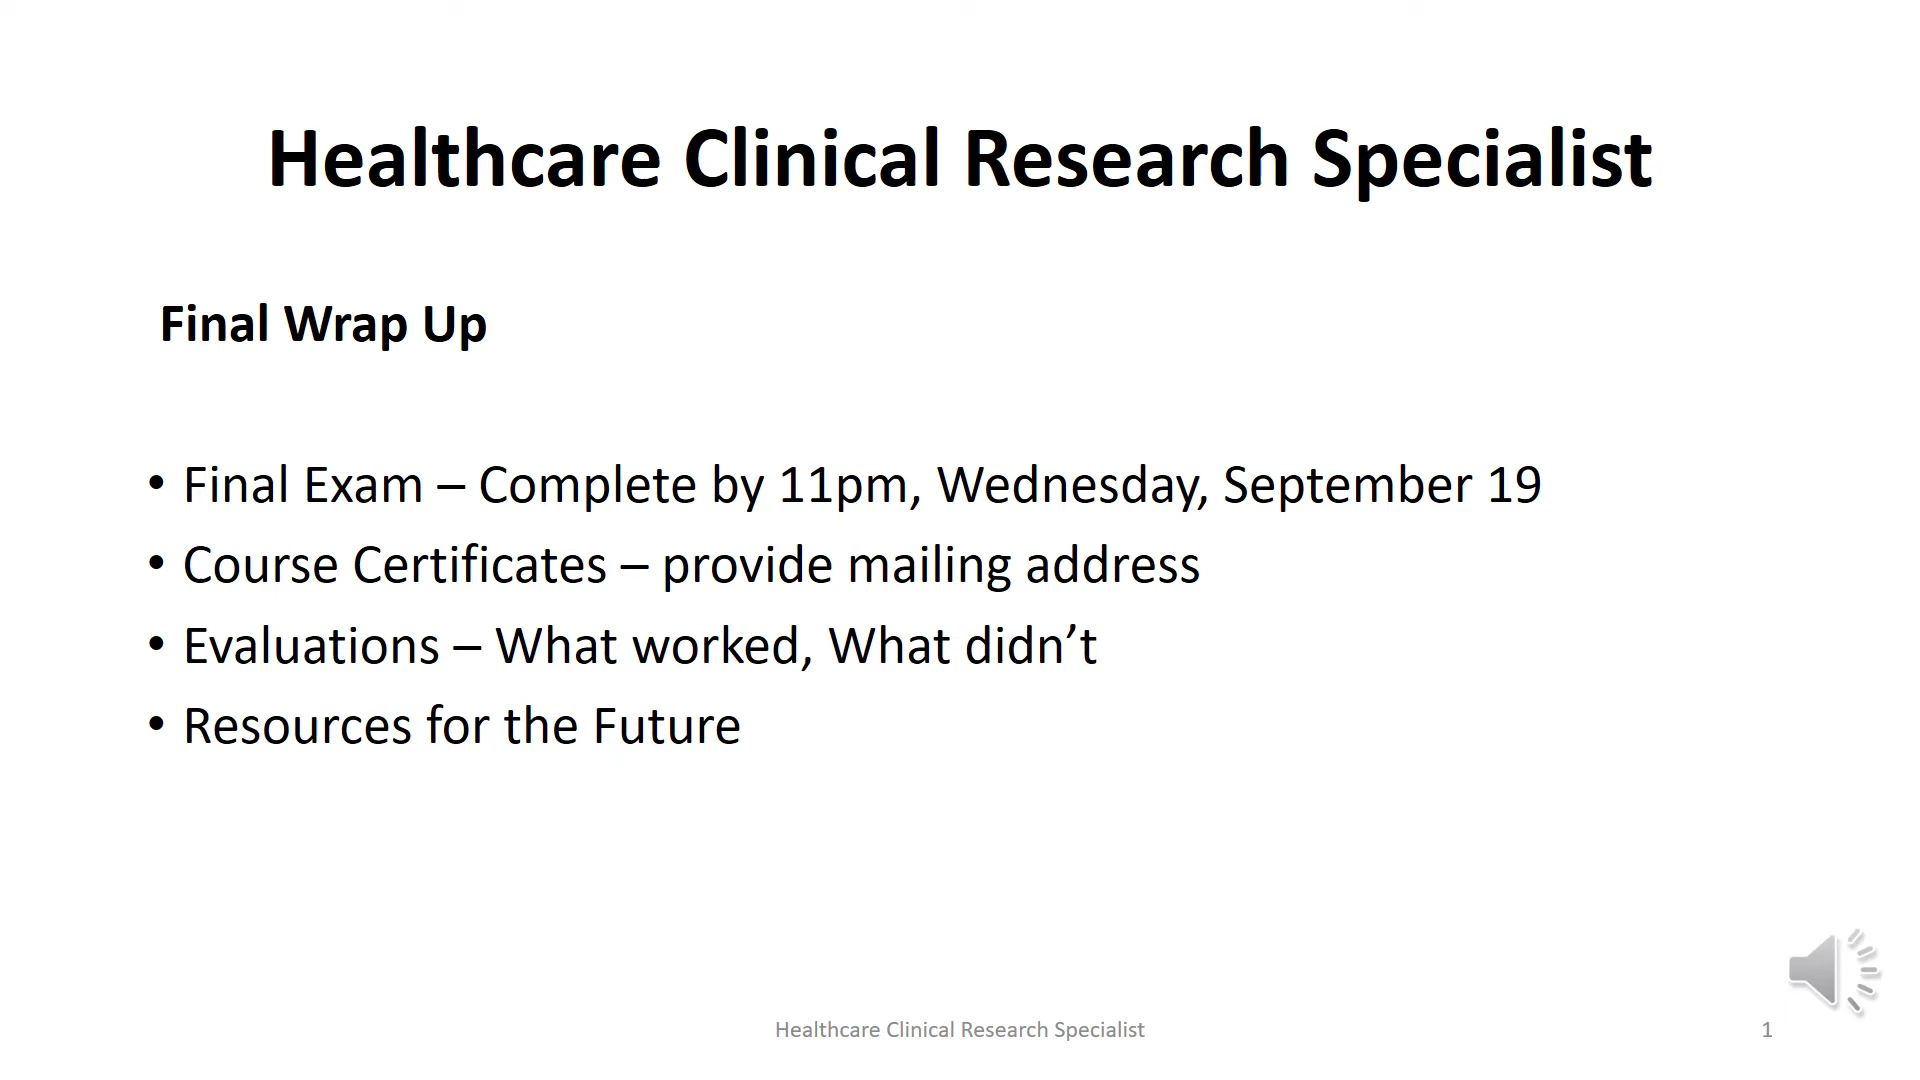 Healthcare Clinical Research Specialist
Final Wrap Up
• Final Exam – Complete by 11pm, Wednesday, September 19
• Course Certificates – provide mailing address
• Evaluations – What worked, What didn’t
• Resources for the Future
Healthcare Clinical Research Specialist
1